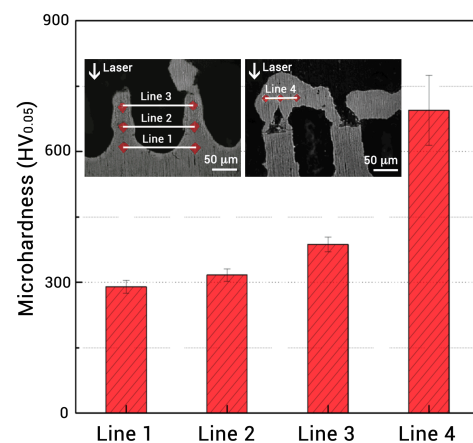 900
600
300
0
Microhardness (HV0.05)
Laser
Line 3
Line 2
Line 1
50 μm
Laser
Line 4
50 μm
Line 1 Line 2 Line 3 Line 4